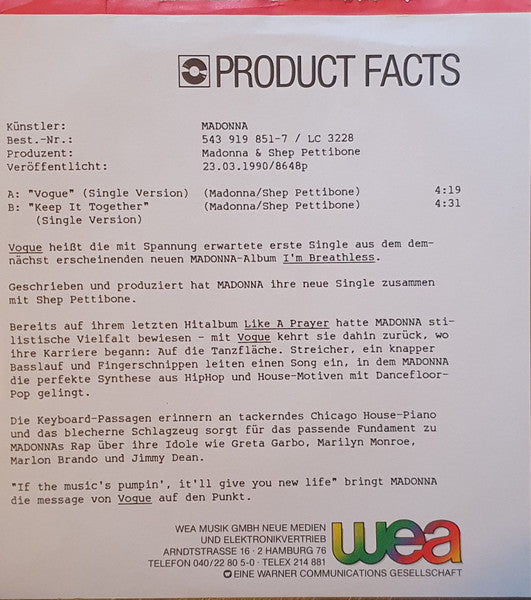 PRODUCT FACTS
Künstler: MADONNA
Best.-Nr.: 543 919 851-7 / LC 3228
Produzent: Madonna & Shep Pettibone
Veröffentlicht: 23.03.1990/8648p
A: "Vogue" (Single Version) (Madonna/Shep Pettibone) 4:19
B: "Keep It Together" (Madonna/Shep Pettibone) 4:31
(Single Version)
Vogue heißt die mit Spannung erwartete erste Single aus dem dem-
nächst erscheinenden neuen MADONNA-Album I'm Breathless.
Geschrieben und produziert hat MADONNA ihre neue Single zusammen
mit Shep Pettibone.
Bereits auf ihrem letzten Hitalbum Like A Prayer hatte MADONNA sti-
listische Vielfalt bewiesen - mit Vogue kehrt sie dahin zurück, wo
ihre Karriere begann: Auf die Tanzfläche. Streicher, ein knapper
Basslauf und Fingerschnippen leiten einen Song ein, in dem MADONNA
die perfekte Synthese aus HipHop und House-Motiven mit Dancefloor-
Pop gelingt.
Die Keyboard-Passagen erinnern an tackerndes Chicago House-Piano
und das blecherne Schlagzeug sorgt für das passende Fundament zu
MADONNAs Rap über ihre Idole wie Greta Garbo, Marilyn Monroe,
Marlon Brando und Jimmy Dean.
"If the music's pumpin', it'll give you new life" bringt MADONNA
die message von Vogue auf den Punkt.
WEA MUSIK GMBH NEUE MEDIEN
UND ELEKTRONIKVERTRIEB
ARNDTSTRASSE 16 · 2 HAMBURG 76
TELEFON 040/22 80 5-0 · TELEX 214 881
wea
EINE WARNER COMMUNICATIONS GESELLSCHAFT